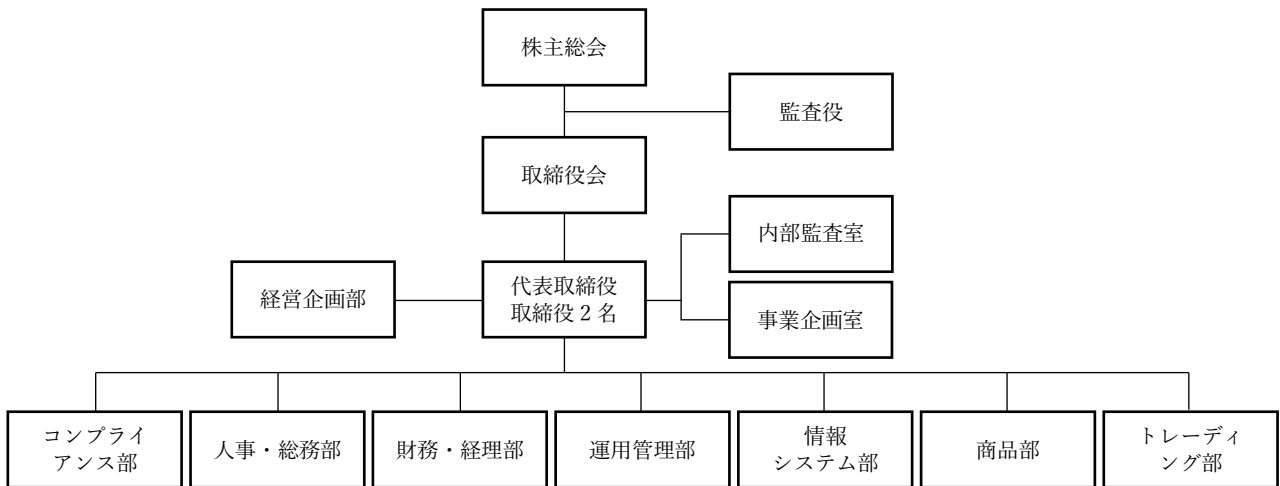 株主総会
監査役
取締役会
内部監査室
経営企画部
代表取締役
取締役２名
事業企画室
コンプライ
アンス部
人事・総務部
財務・経理部
運用管理部
情報
システム部
商品部
トレーディ
ング部